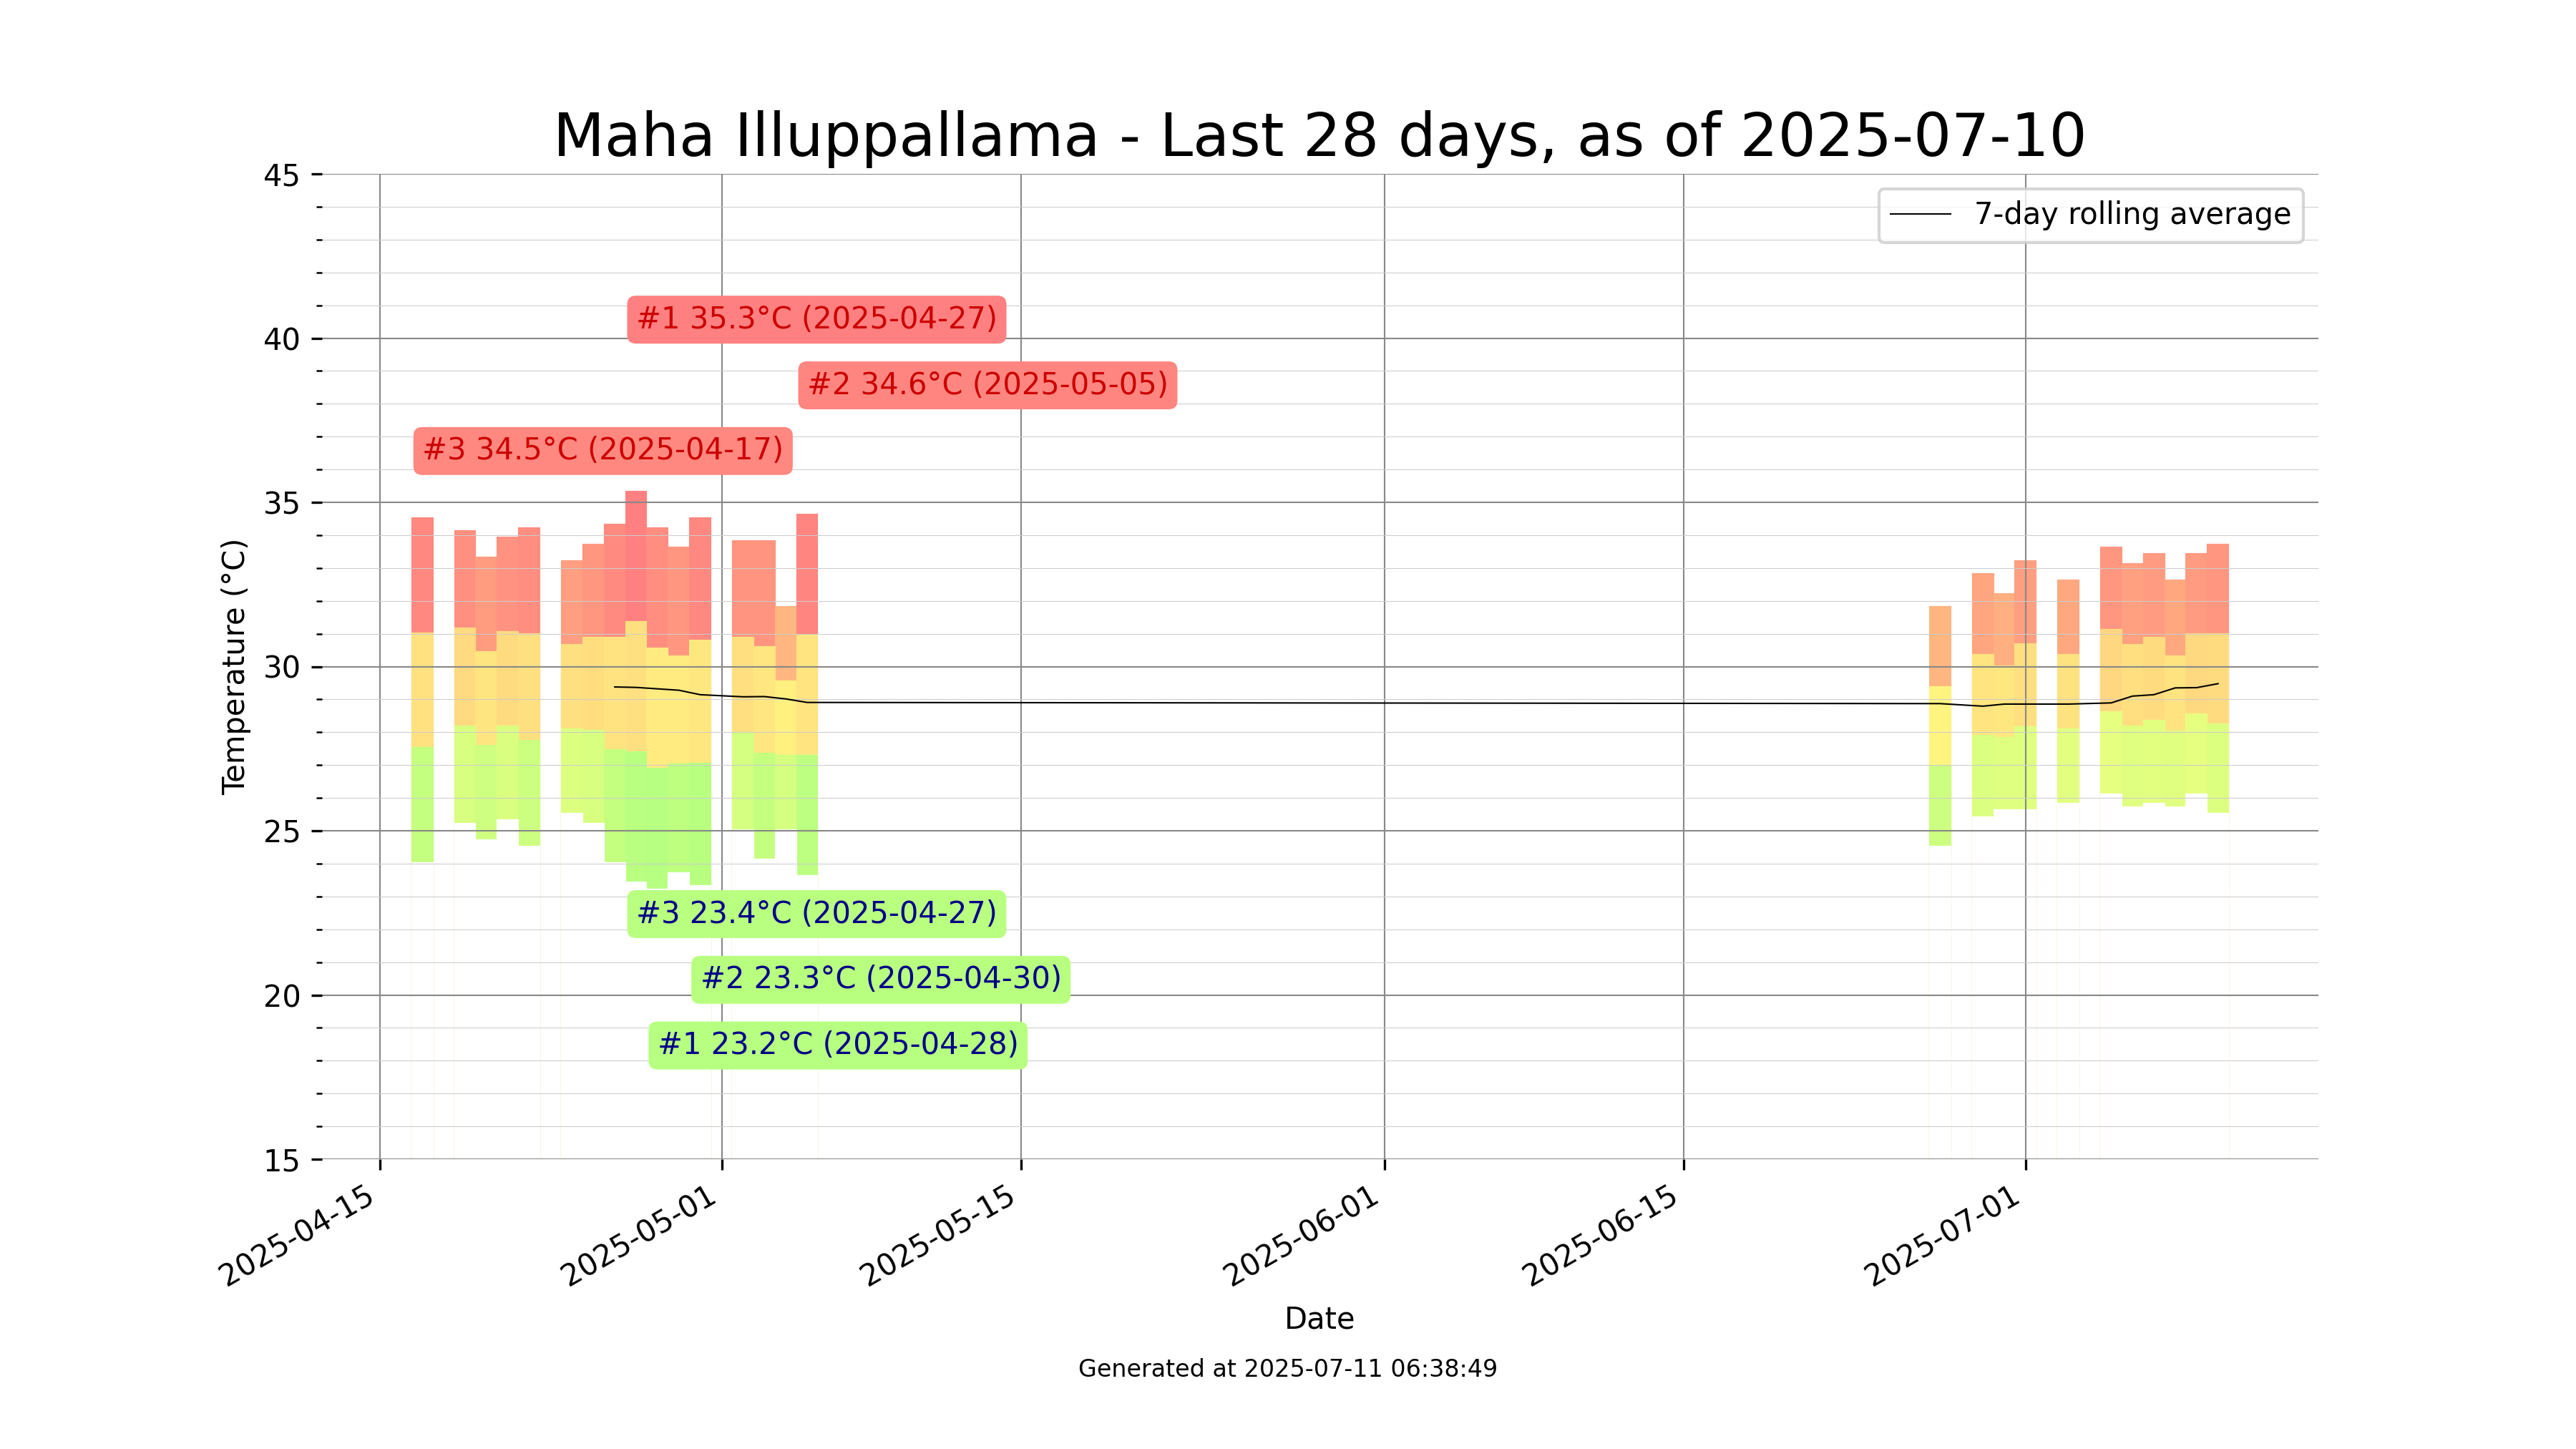 Maha Illuppallama - Last 28 days, as of 2025-07-10
7-day rolling average
Temperature (°C)
45
40
35
30
25
20
15
#1 35.3°C (2025-04-27)
#2 34.6°C (2025-05-05)
#3 34.5°C (2025-04-17)
#3 23.4°C (2025-04-27)
#2 23.3°C (2025-04-30)
#1 23.2°C (2025-04-28)
2025-04-15
2025-05-01
2025-05-15
2025-06-01
2025-06-15
2025-07-01
Date
Generated at 2025-07-11 06:38:49